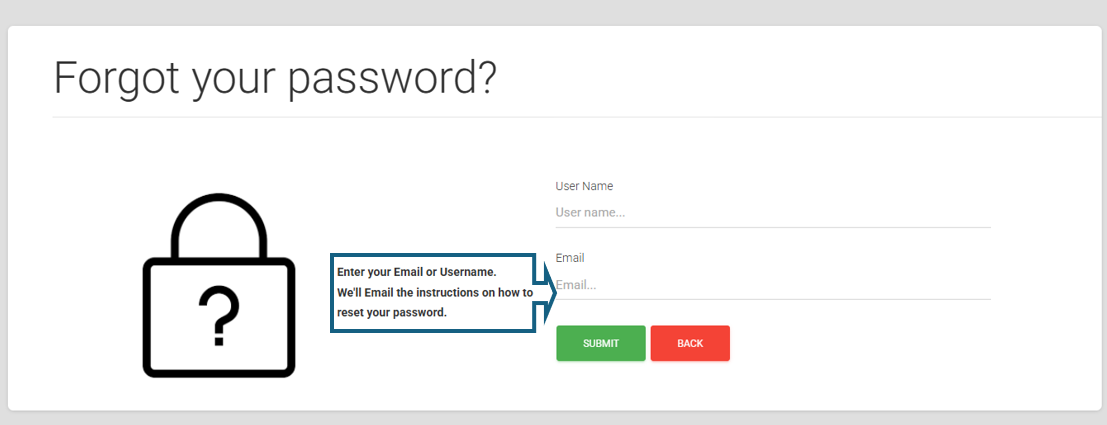 Forgot your password?
User Name
User name...
Enter your Email or Username.
We'll Email the instructions on how to
reset your password.
Email
Email...
SUBMIT
BACK
?